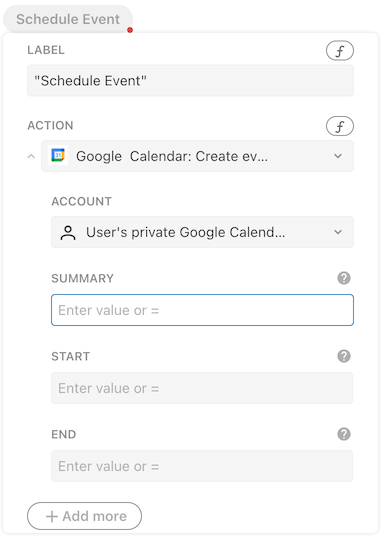 Schedule Event
LABEL
"Schedule Event"
ACTION
Google Calendar: Create ev...
ACCOUNT
User's private Google Calend...
SUMMARY
Enter value or =
START
Enter value or =
END
Enter value or =
+ Add more